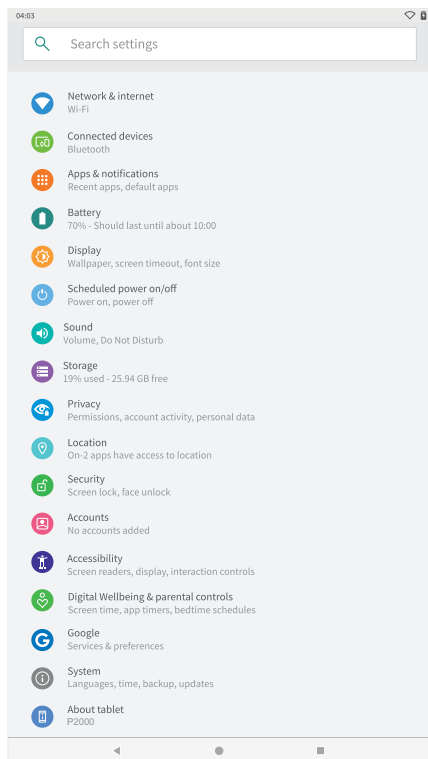 04:03
Search settings
Network & internet
Wi-Fi
Connected devices
Bluetooth
Apps & notifications
Recent apps, default apps
Battery
70% - Should last until about 10:00
Display
Wallpaper, screen timeout, font size
Scheduled power on/off
Power on, power off
Sound
Volume, Do Not Disturb
Storage
19% used - 25.94 GB free
Privacy
Permissions, account activity, personal data
Location
On-2 apps have access to location
Security
Screen lock, face unlock
Accounts
No accounts added
Accessibility
Screen readers, display, interaction controls
Digital Wellbeing & parental controls
Screen time, app timers, bedtime schedules
Google
Services & preferences
System
Languages, time, backup, updates
About tablet
P2000